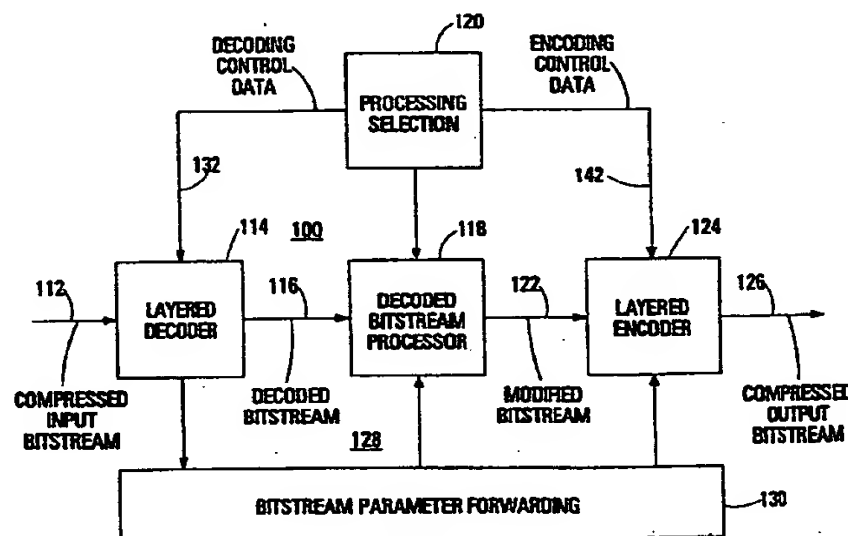 120
DECODING
CONTROL
DATA
PROCESSING
SELECTION
ENCODING
CONTROL
DATA
132
142
100
114
118
124
112
LAYERED
DECODER
116
DECODED
BITSTREAM
PROCESSOR
122
LAYERED
ENCODER
126
COMPRESSED
INPUT
BITSTREAM
DECODED
BITSTREAM
MODIFIED
BITSTREAM
COMPRESSED
OUTPUT
BITSTREAM
128
BITSTREAM PARAMETER FORWARDING
130